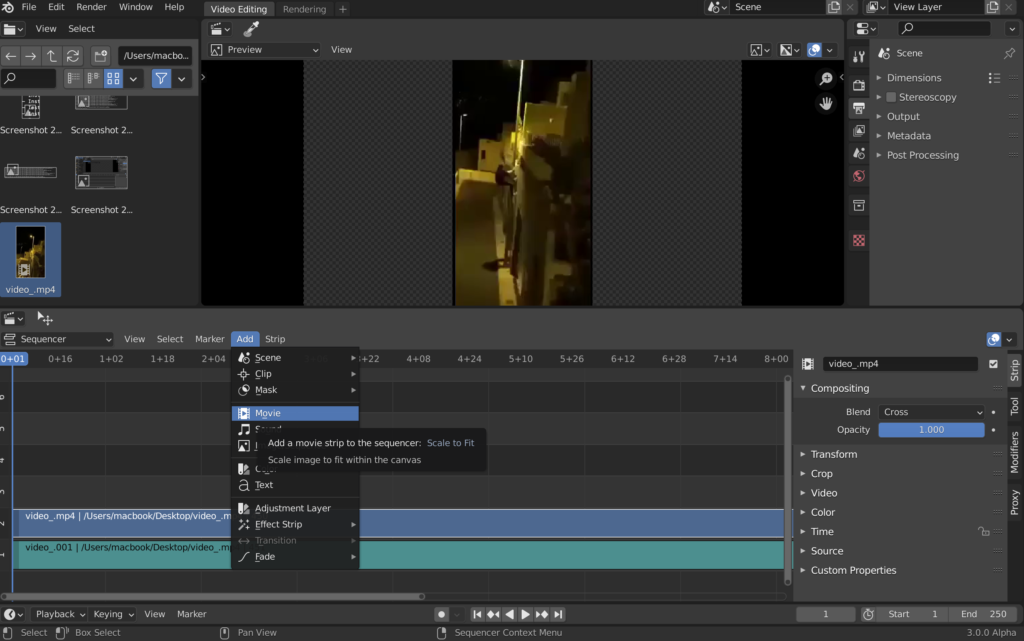 File Edit Render Window Help Video Editing Rendering + Scene View Layer
View Select
/Users/macbo...
Preview View
Scene
Dimensions
Stereoscopy
Output
Metadata
Post Processing
Screenshot 2... Screenshot 2...
Screenshot 2... Screenshot 2...
video_.mp4
Sequencer View Select Marker Add Strip
0+01 0+16 1+02 1+18 2+04 +22 4+08 4+24 5+10 5+26 6+12 6+28 7+14 8+00
Scene
Clip
Mask
Movie
Sound
Add a movie strip to the sequencer: Scale to Fit
Scale image to fit within the canvas
Color
Text
Adjustment Layer
Effect Strip
Transition
Fade
video_.mp4 | /Users/macbook/Desktop/video_.m
video_.001 | /Users/macbook/Desktop/video_.mp
video_.mp4
Compositing
Blend Cross
Opacity 1.000
Transform
Crop
Video
Color
Time
Source
Custom Properties
Strip
Tool
Modifiers
Proxy
Playback Keying View Marker 1 Start 1 End 250
Select Box Select Pan View Sequencer Context Menu 3.0.0 Alpha